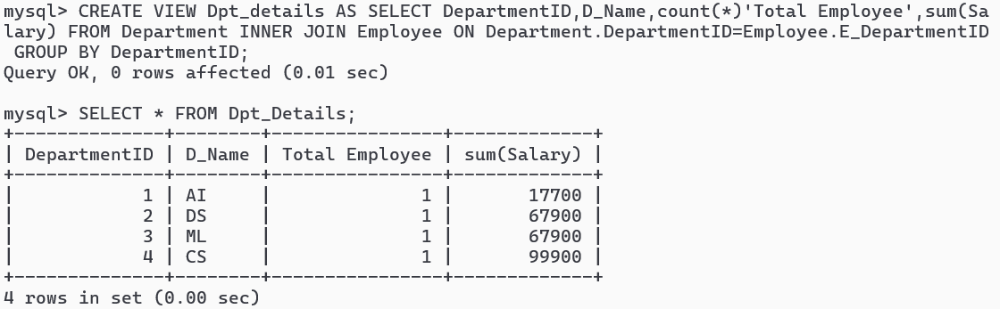 mysql> CREATE VIEW Dpt_details AS SELECT DepartmentID,D_Name,count(*)'Total Employee',sum(Sa
lary) FROM Department INNER JOIN Employee ON Department.DepartmentID=Employee.E_DepartmentID
 GROUP BY DepartmentID;
Query OK, 0 rows affected (0.01 sec)

mysql> SELECT * FROM Dpt_Details;
+--------------+--------+----------------+-------------+
| DepartmentID | D_Name | Total Employee | sum(Salary) |
+--------------+--------+----------------+-------------+
|            1 | AI     |              1 |       17700 |
|            2 | DS     |              1 |       67900 |
|            3 | ML     |              1 |       67900 |
|            4 | CS     |              1 |       99900 |
+--------------+--------+----------------+-------------+
4 rows in set (0.00 sec)